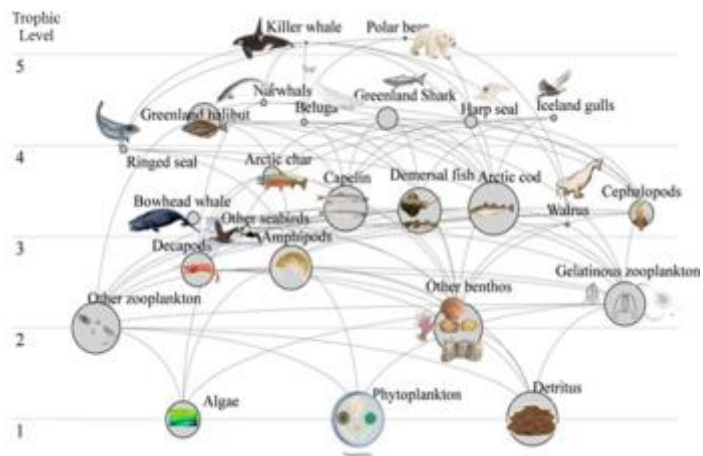 Trophic
Level
Killer whale
Polar bear
5
Narwhals
Greenland Shark
Iceland gulls
Greenland halibut
Beluga
Harp seal
4
Ringed seal
Arctic char
Capelin
Demersal fish
Arctic cod
Cephalopods
Bowhead whale
Other seabirds
Walrus
3
Decapods
Amphipods
Gelatinous zooplankton
Other zooplankton
Other benthos
2
Algae
Phytoplankton
Detritus
1